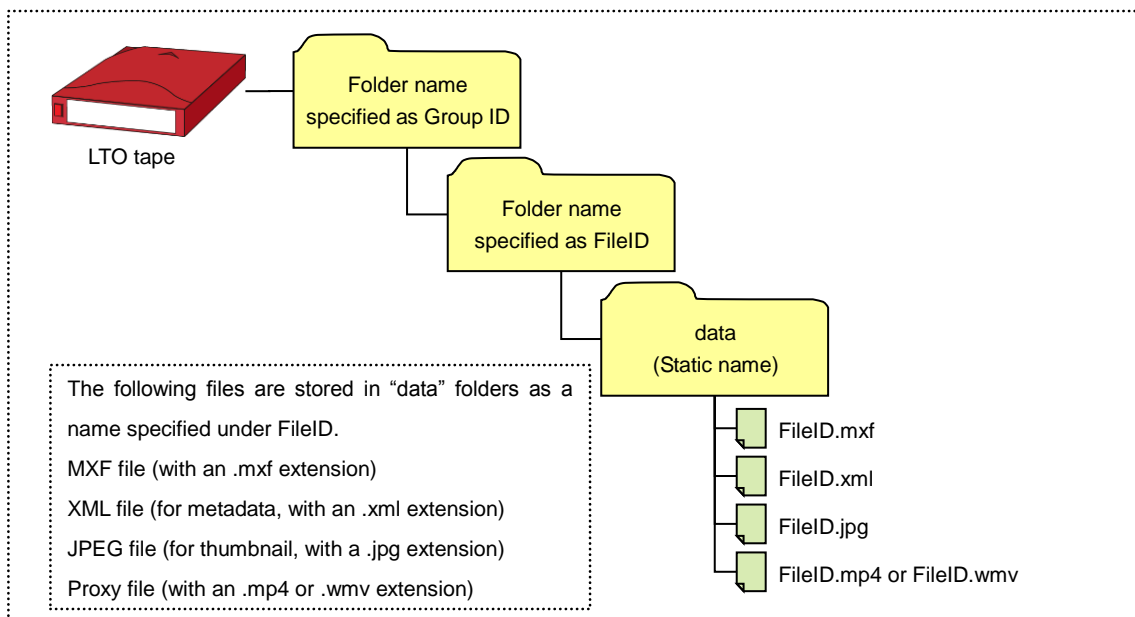 Folder name
specified as Group ID
LTO tape
Folder name
specified as FileID
data
(Static name)
The following files are stored in “data” folders as a
name specified under FileID.
MXF file (with an .mxf extension)
XML file (for metadata, with an .xml extension)
JPEG file (for thumbnail, with a .jpg extension)
Proxy file (with an .mp4 or .wmv extension)
FileID.mxf
FileID.xml
FileID.jpg
FileID.mp4 or FileID.wmv